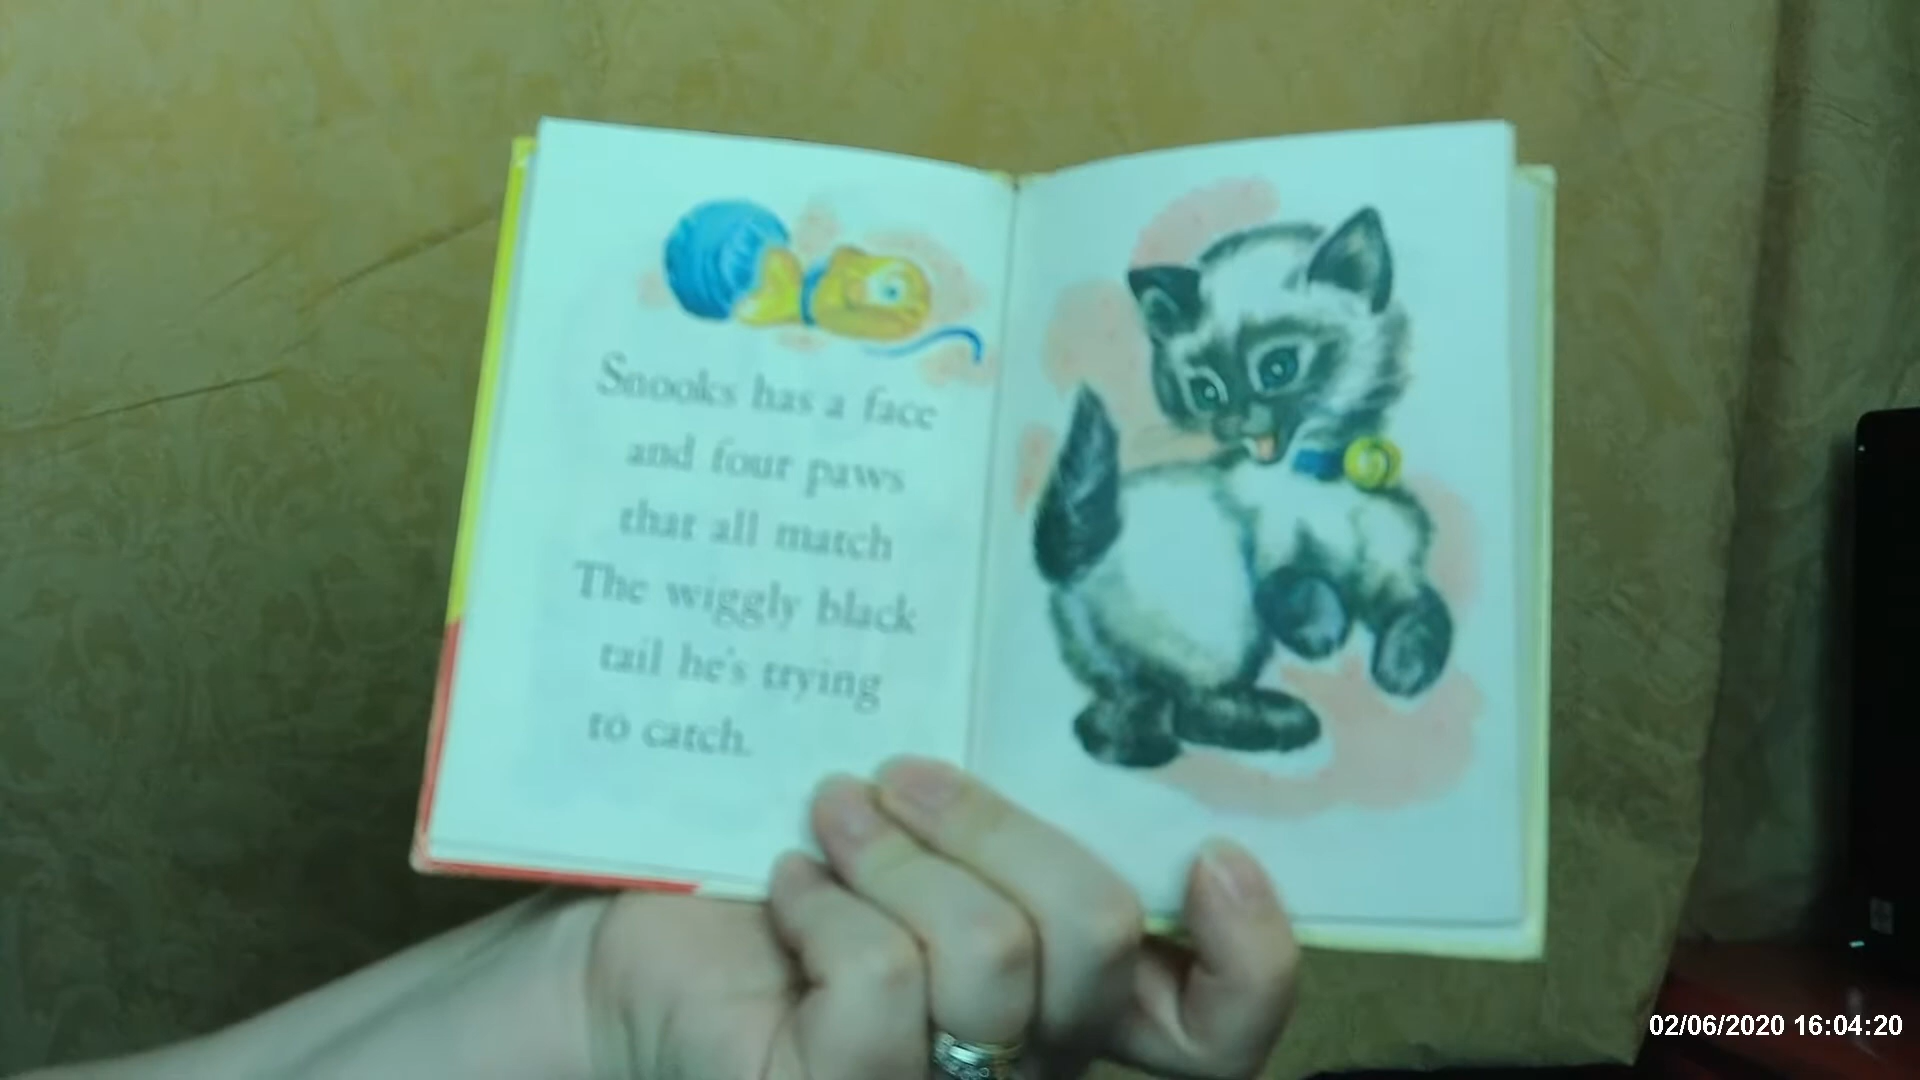 Snooks has a face
and four paws
that all match
The wiggly black
tail he's trying
to catch.
02/06/2020 16:04:20